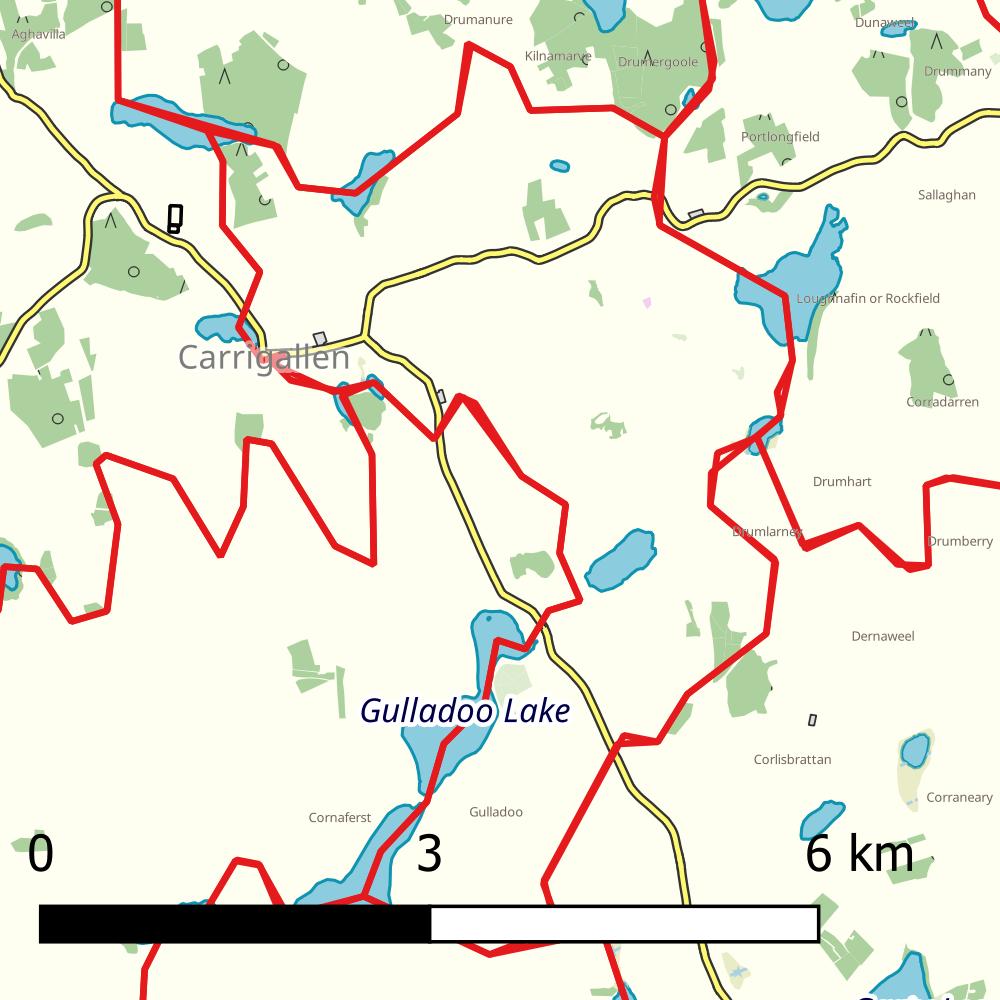 Drumanure
Dunaweel
Aghavilla
Kilnamarve
Drumergoole
Drummany
Portlongfield
Sallaghan
Loughnafin or Rockfield
Carrigallen
Corradarren
Drumhart
Drumlarney
Drumberry
Dernaweel
Gulladoo Lake
Corlisbrattan
Corraneary
Cornaferst
Gulladoo
0 3 6 km